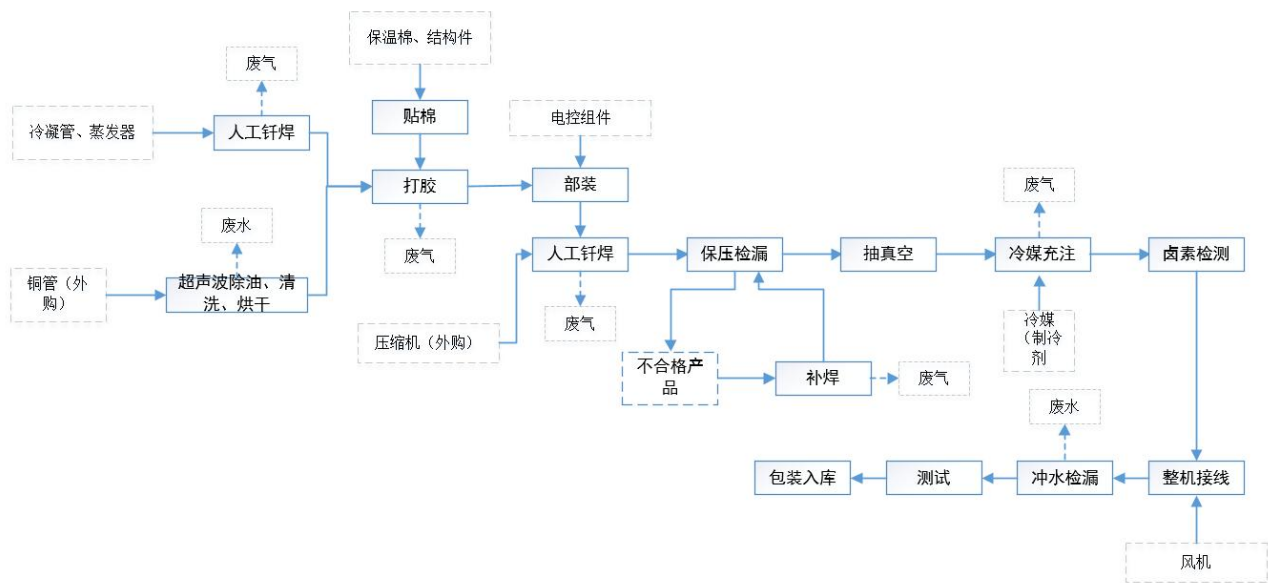 保温棉、结构件
废气
贴棉
冷凝管、蒸发器
人工钎焊
电控组件
打胶
部装
废气
废水
废气
人工钎焊
保压检漏
抽真空
冷媒充注
卤素检测
铜管（外
购）
超声波除油、清
洗、烘干
废气
压缩机（外购）
冷媒
（制冷
剂
不合格产
品
补焊
废气
废水
包装入库
测试
冲水检漏
整机接线
风机